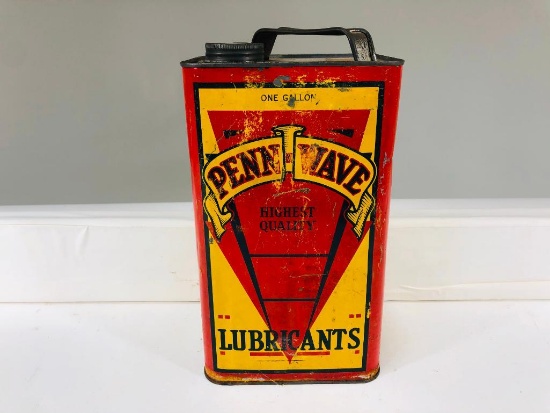 ONE GALLON
PENN-WAVE
HIGHEST
QUALITY
LUBRICANTS